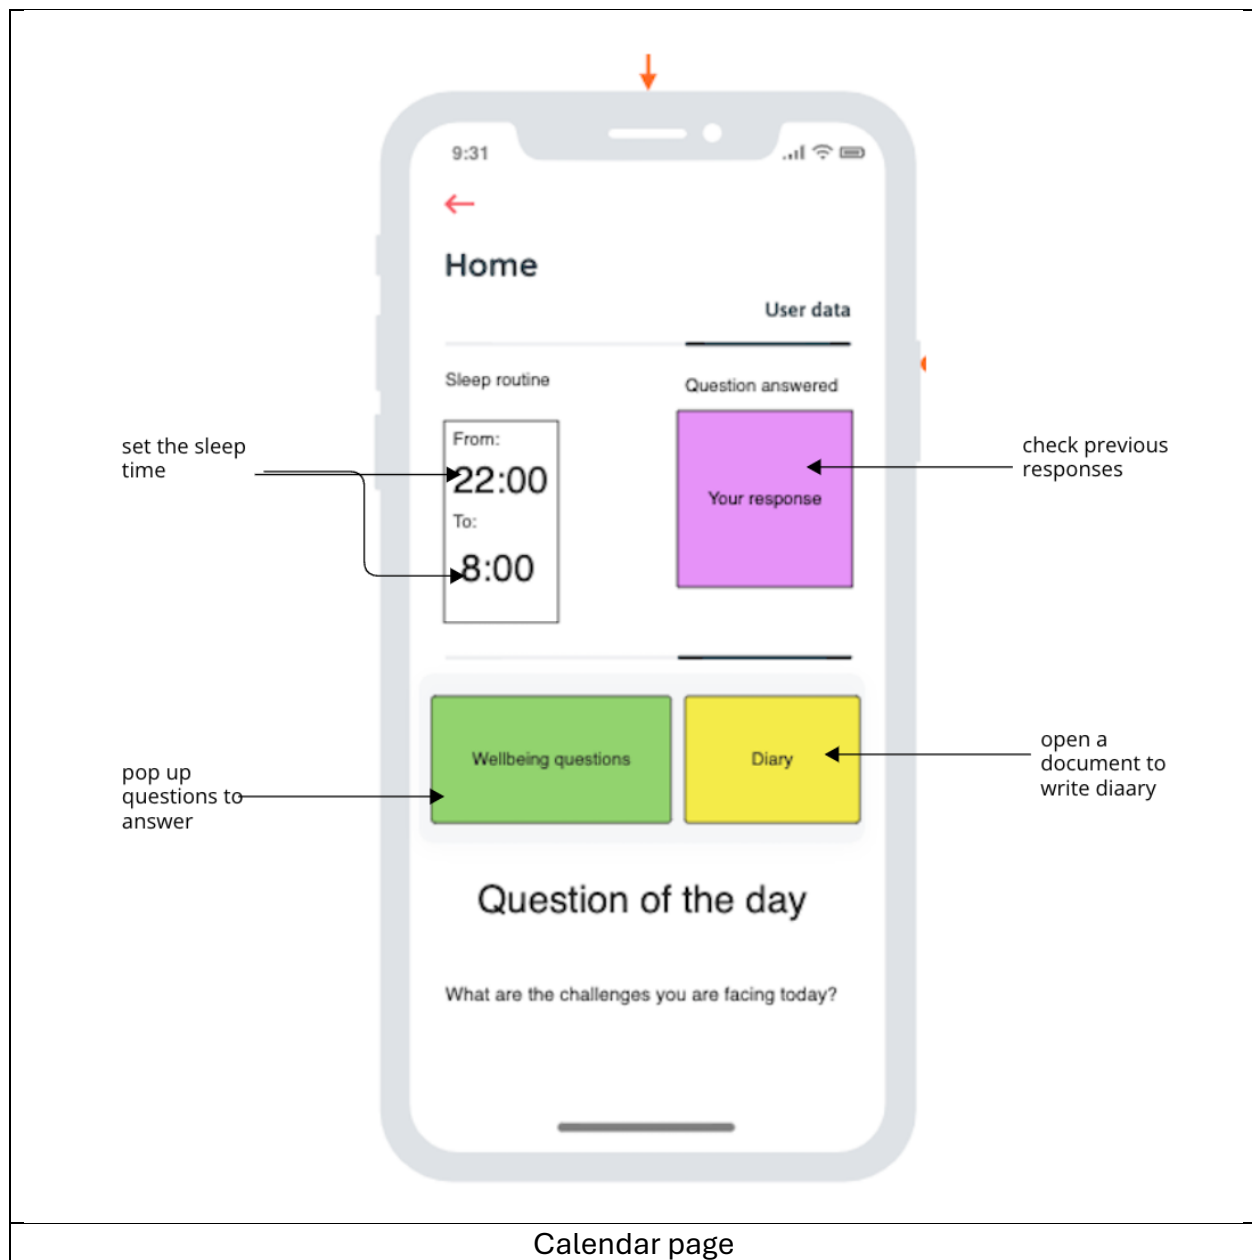 9:31
Home
User data
Sleep routine
Question answered
set the sleep
time
From:
22:00
To:
8:00
Your response
check previous
responses
Wellbeing questions
Diary
pop up
questions to
answer
open a
document to
write diaary
Question of the day
What are the challenges you are facing today?
Calendar page